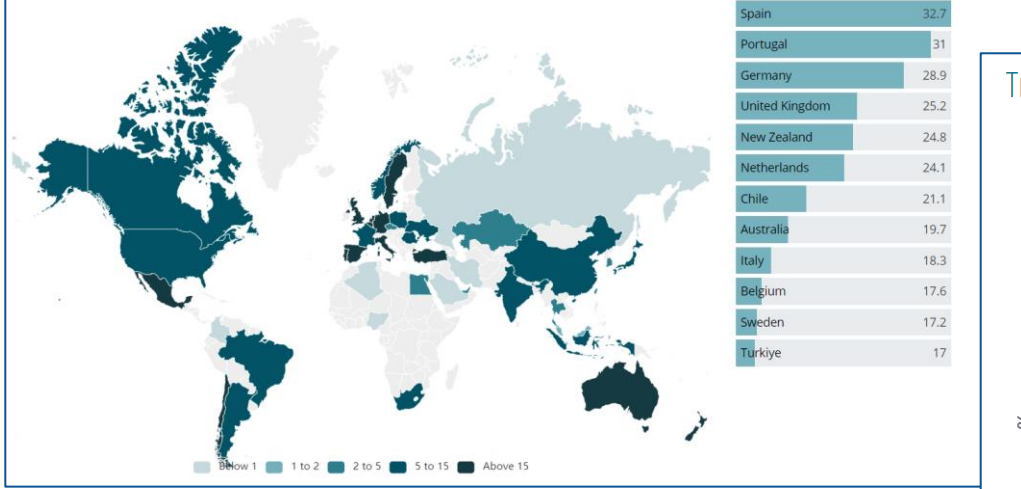 Spain 32.7
Portugal 31
Germany 28.9
United Kingdom 25.2
New Zealand 24.8
Netherlands 24.1
Chile 21.1
Australia 19.7
Italy 18.3
Belgium 17.6
Sweden 17.2
Turkiye 17
Below 1 1 to 2 2 to 5 5 to 15 Above 15